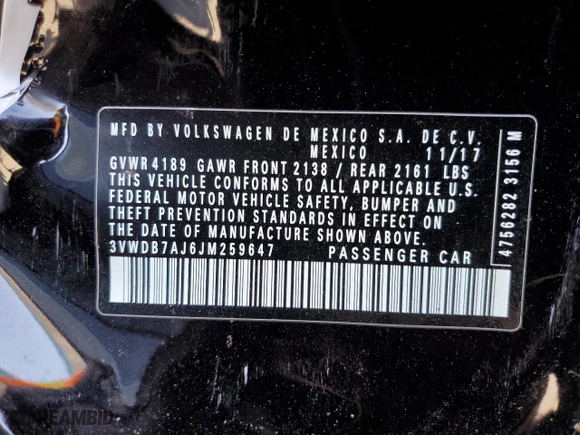 MFD BY VOLKSWAGEN DE MEXICO S.A. DE C.V.
MEXICO 11/17
GVWR 4189 GAWR FRONT 2138 / REAR 2161 LBS
THIS VEHICLE CONFORMS TO ALL APPLICABLE U.S.
FEDERAL MOTOR VEHICLE SAFETY, BUMPER AND
THEFT PREVENTION STANDARDS IN EFFECT ON
THE DATE OF MANUFACTURE SHOWN ABOVE.
3VWDB7AJ6JM259647 PASSENGER CAR
4756282 3156 M